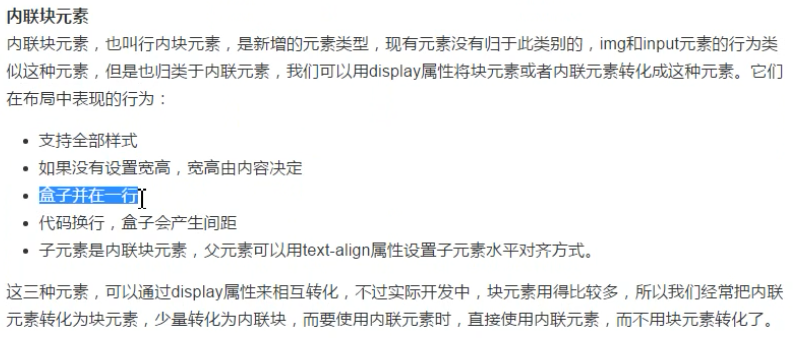 内联块元素
内联块元素，也叫行内块元素，是新增的元素类型，现有元素没有归于此类别的，img和input元素的行为类
似这种元素，但是也归类于内联元素，我们可以用display属性将块元素或者内联元素转化成这种元素。它们
在布局中表现的行为：
• 支持全部样式
• 如果没有设置宽高，宽高由内容决定
• 盒子并在一行
• 代码换行，盒子会产生间距
• 子元素是内联块元素，父元素可以用text-align属性设置子元素水平对齐方式。
这三种元素，可以通过display属性来相互转化，不过实际开发中，块元素用得比较多，所以我们经常把内联
元素转化为块元素，少量转化为内联块，而要使用内联元素时，直接使用内联元素，而不用块元素转化了。